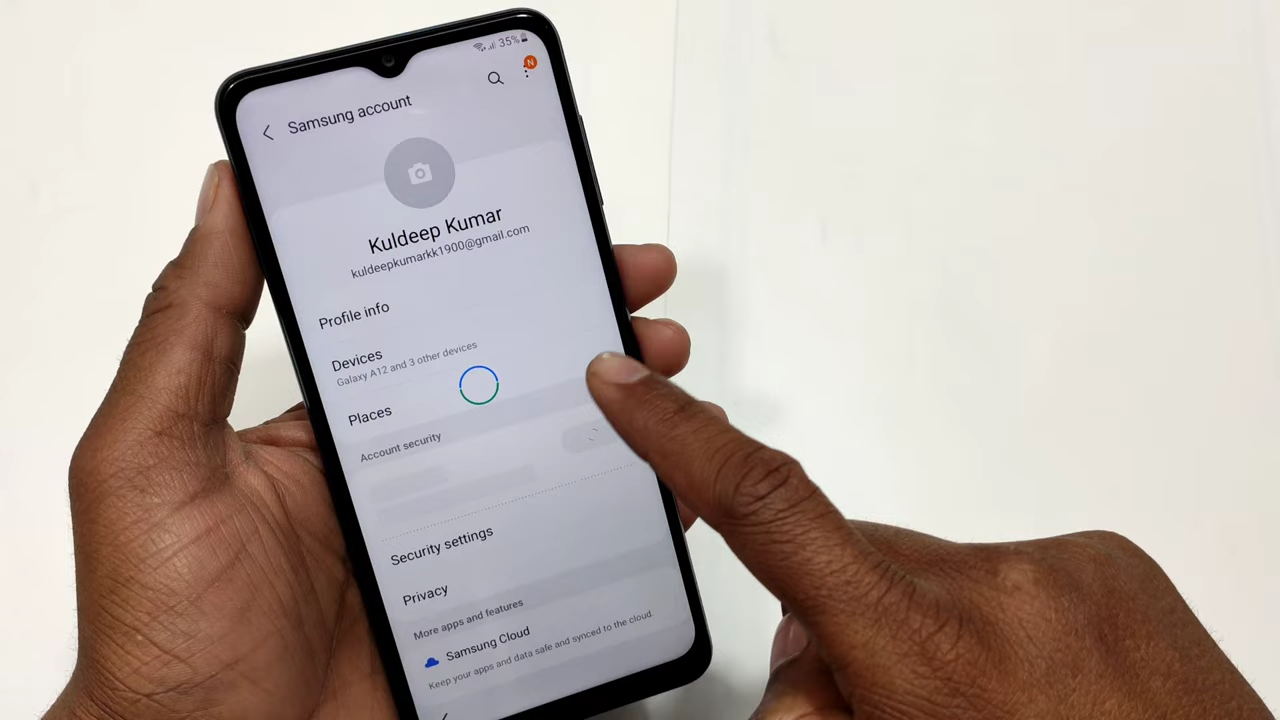 35%
N
Samsung account
Kuldeep Kumar
kuldeepkumarkk1900@gmail.com
Profile info
Devices
Galaxy A12 and 3 other devices
Places
Account security
Security settings
Privacy
More apps and features
Samsung Cloud
Keep your apps and data safe and synced to the cloud.